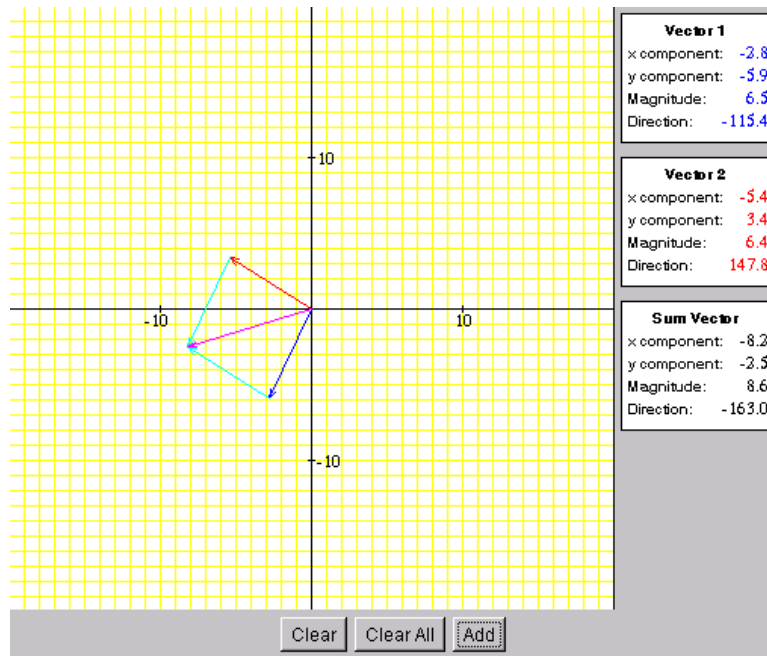 10
-10
10
-10
Vector 1
x component: -2.8
y component: -5.9
Magnitude: 6.5
Direction: -115.4
Vector 2
x component: -5.4
y component: 3.4
Magnitude: 6.4
Direction: 147.8
Sum Vector
x component: -8.2
y component: -2.5
Magnitude: 8.6
Direction: -163.0
Clear
Clear All
Add